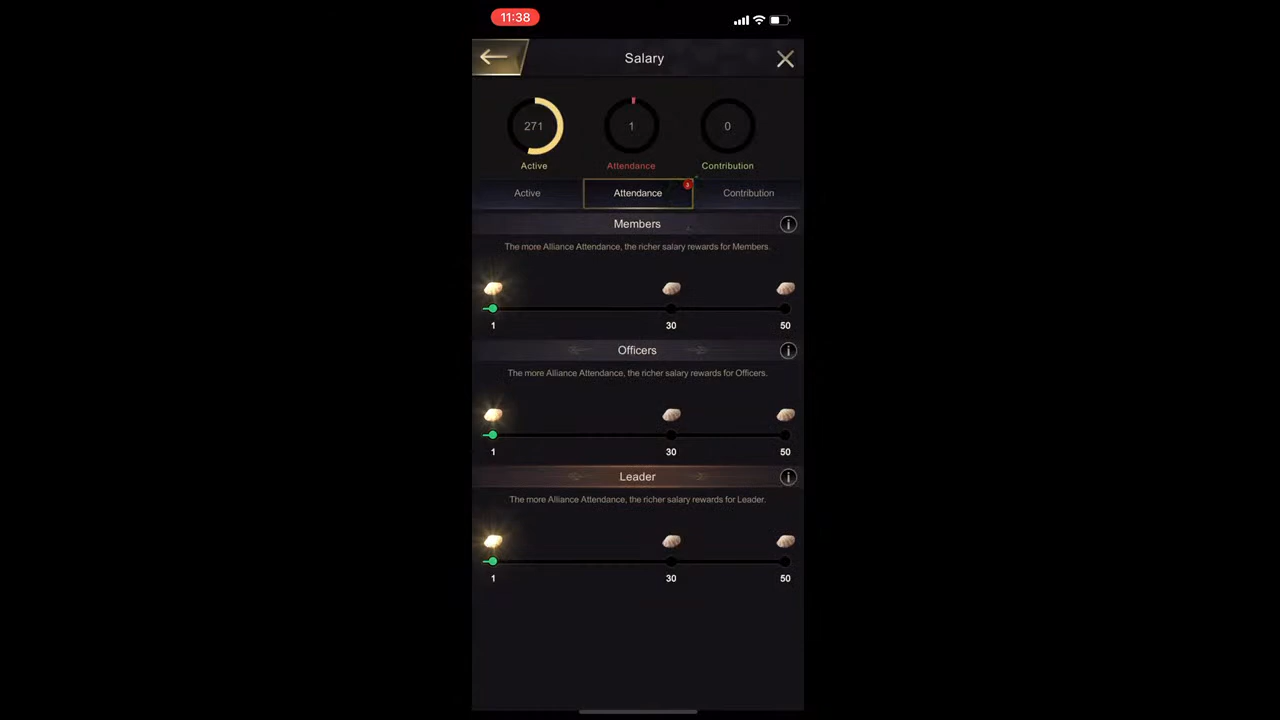 11:38
Salary
271
1
0
Active
Attendance
Contribution
Active
Attendance
3
Contribution
Members
The more Alliance Attendance, the richer salary rewards for Members.
1
30
50
Officers
The more Alliance Attendance, the richer salary rewards for Officers.
1
30
50
Leader
The more Alliance Attendance, the richer salary rewards for Leader.
1
30
50